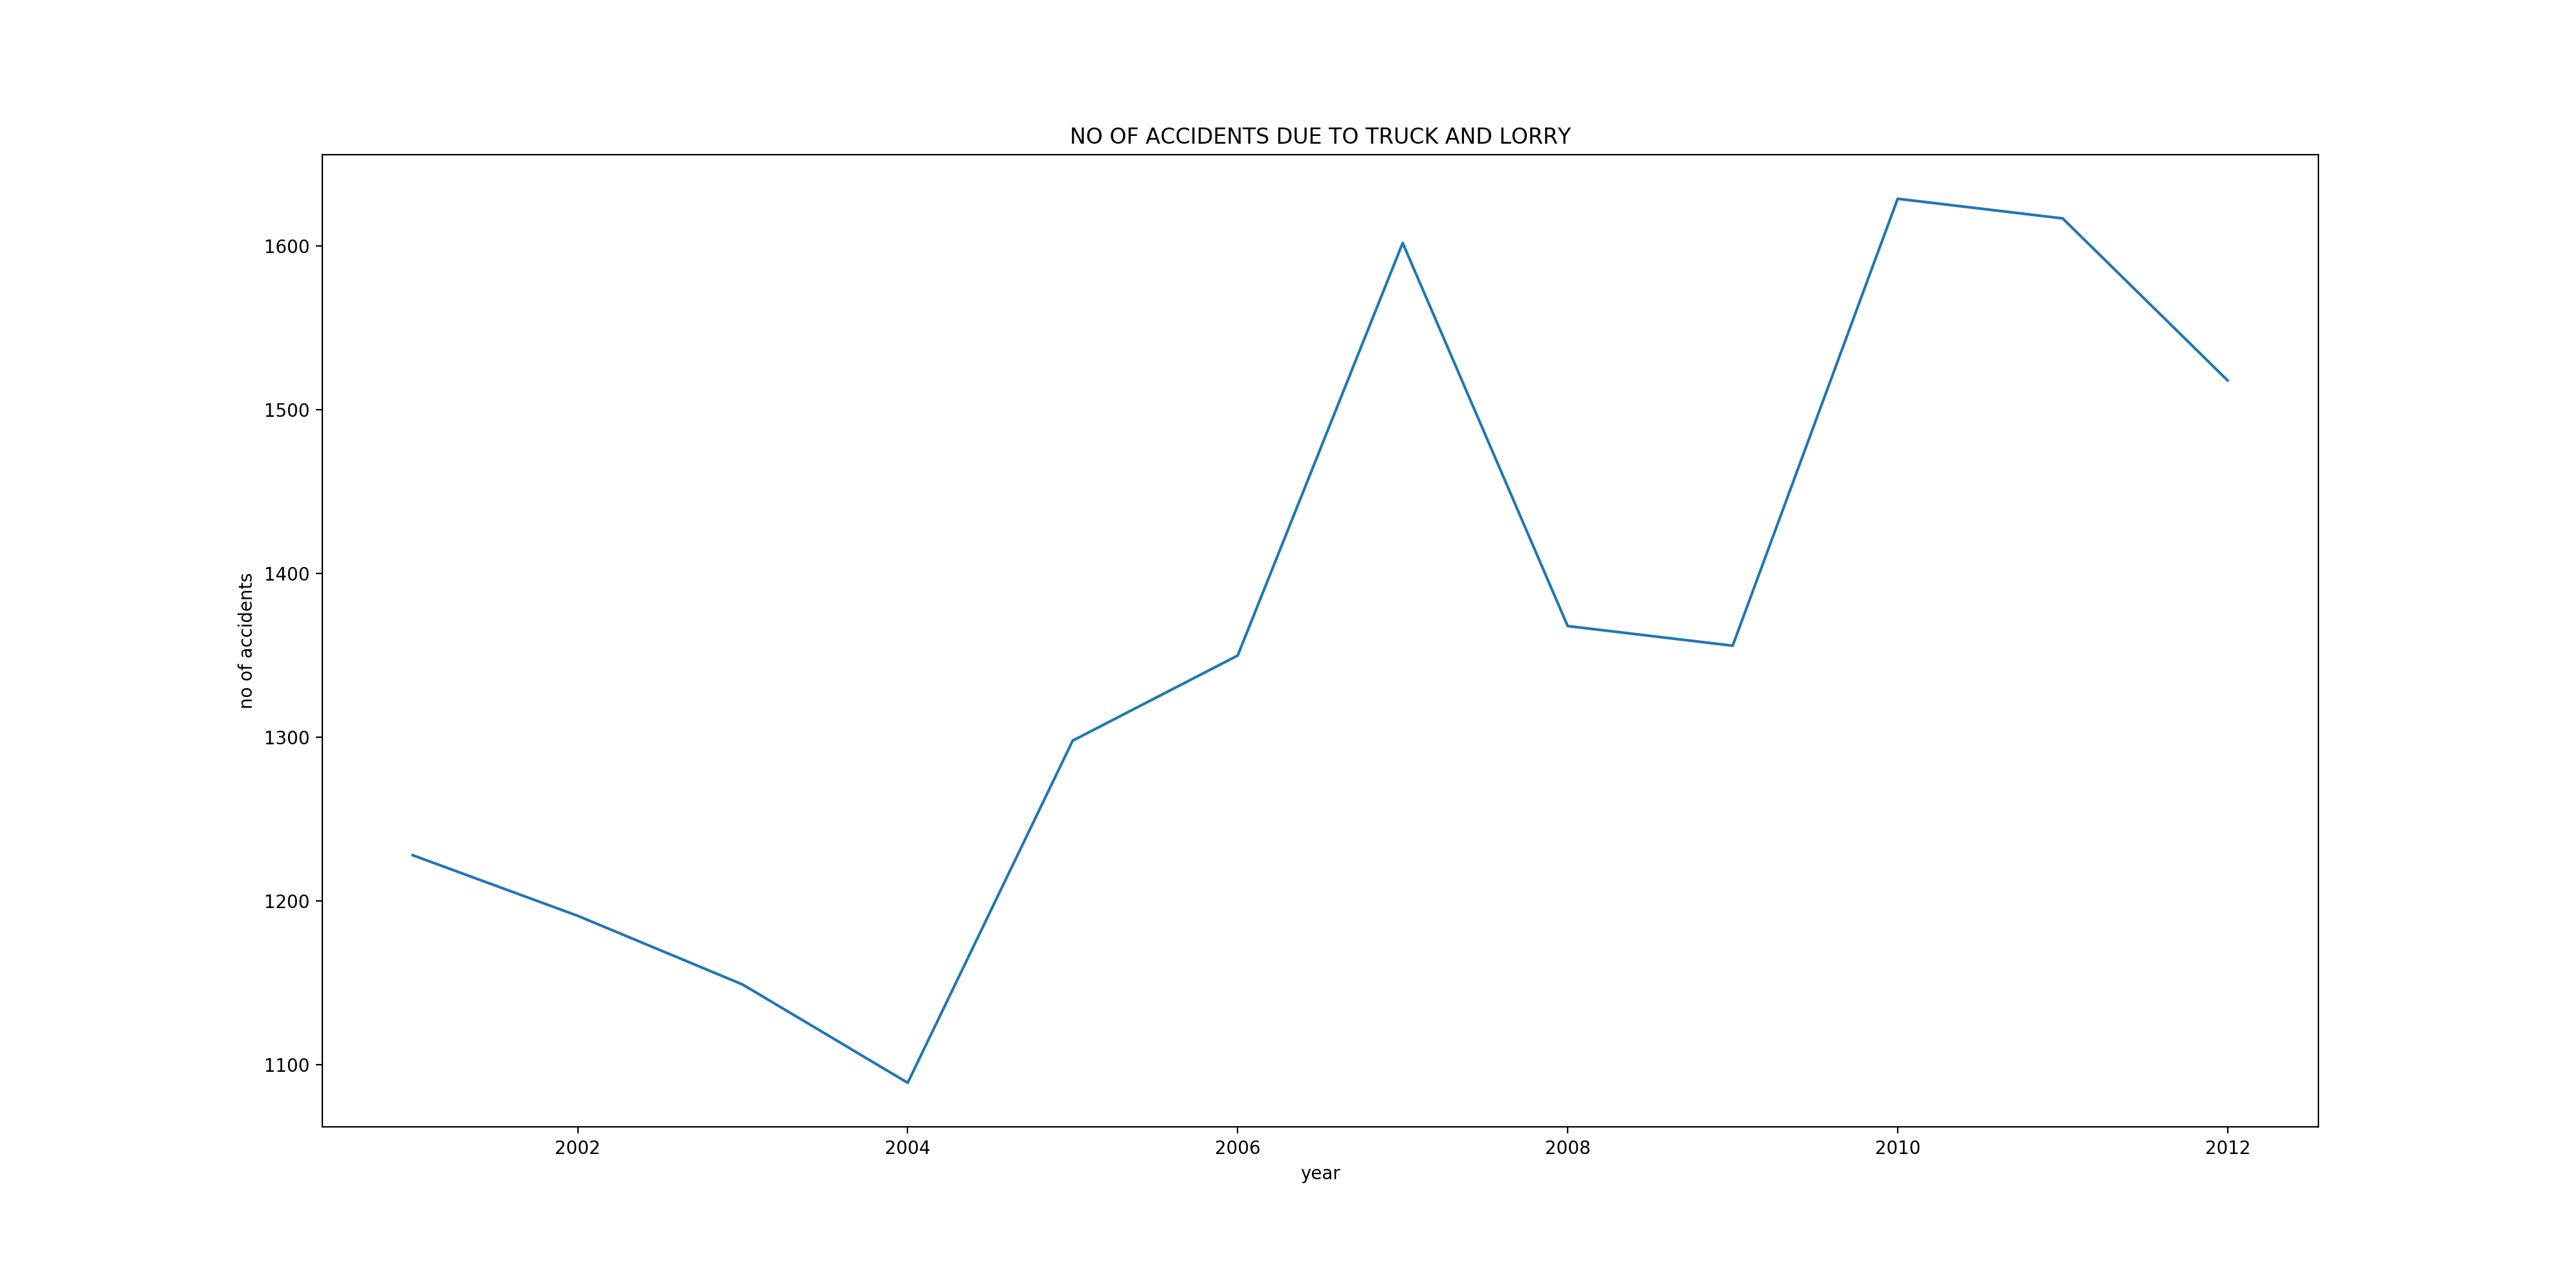 NO OF ACCIDENTS DUE TO TRUCK AND LORRY
1600
1500
1400
1300
1200
1100
no of accidents
2002 2004 2006 2008 2010 2012
year